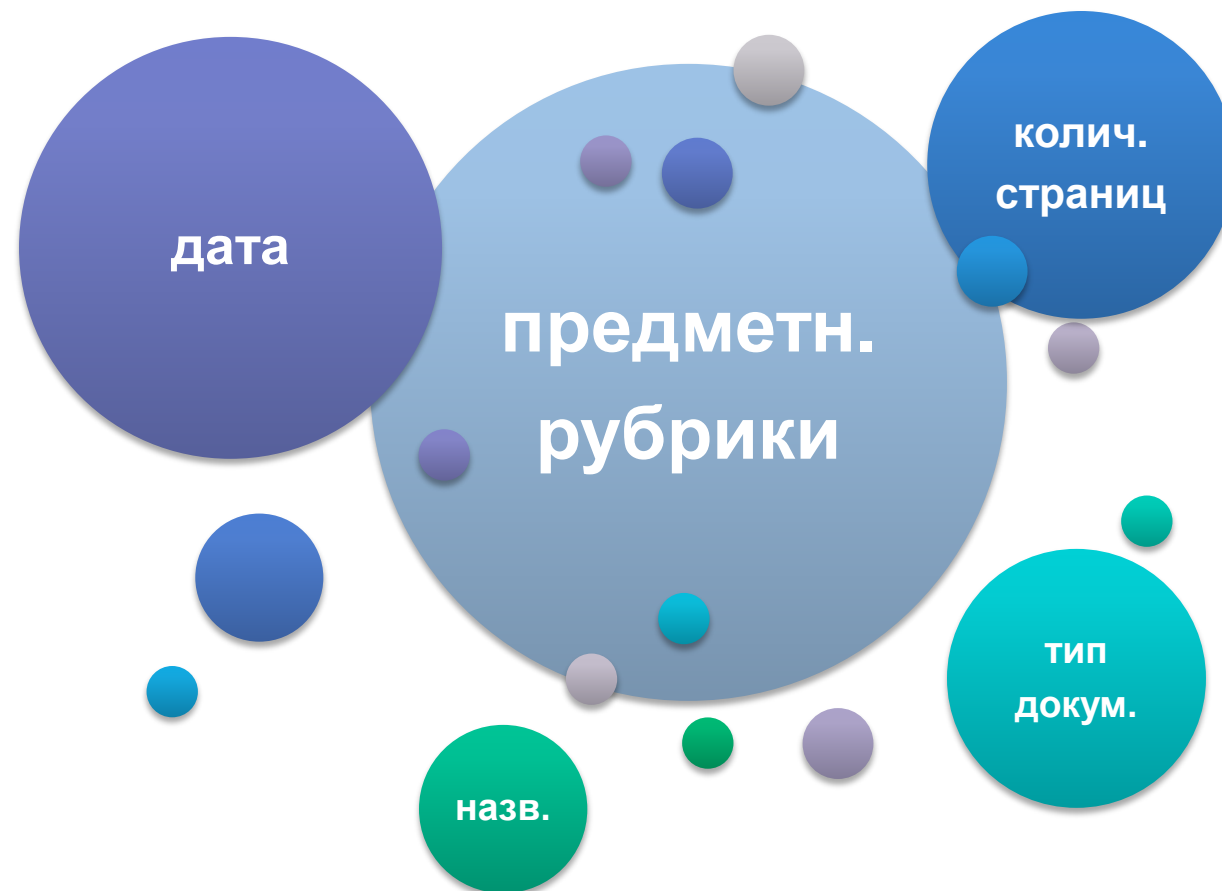 дата
предметн.
рубрики
колич.
страниц
тип
докум.
назв.